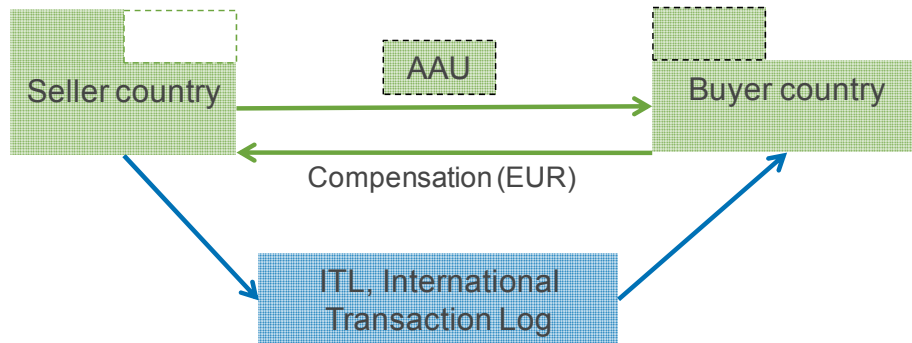 AAU
Seller country
Buyer country
Compensation (EUR)
ITL, International
Transaction Log